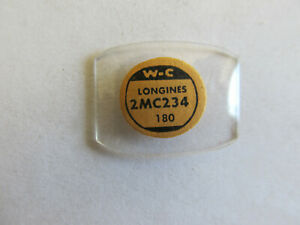 W-C
LONGINES
2MC234
180